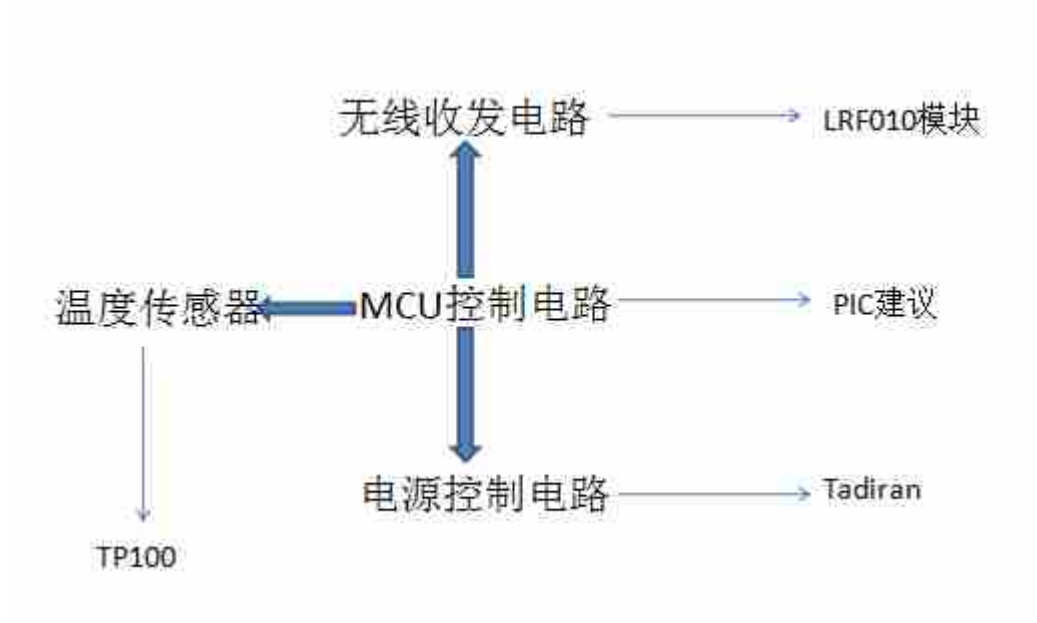 无线收发电路
LRF010模块
温度传感器
MCU控制电路
PIC建议
电源控制电路
Tadiran
TP100